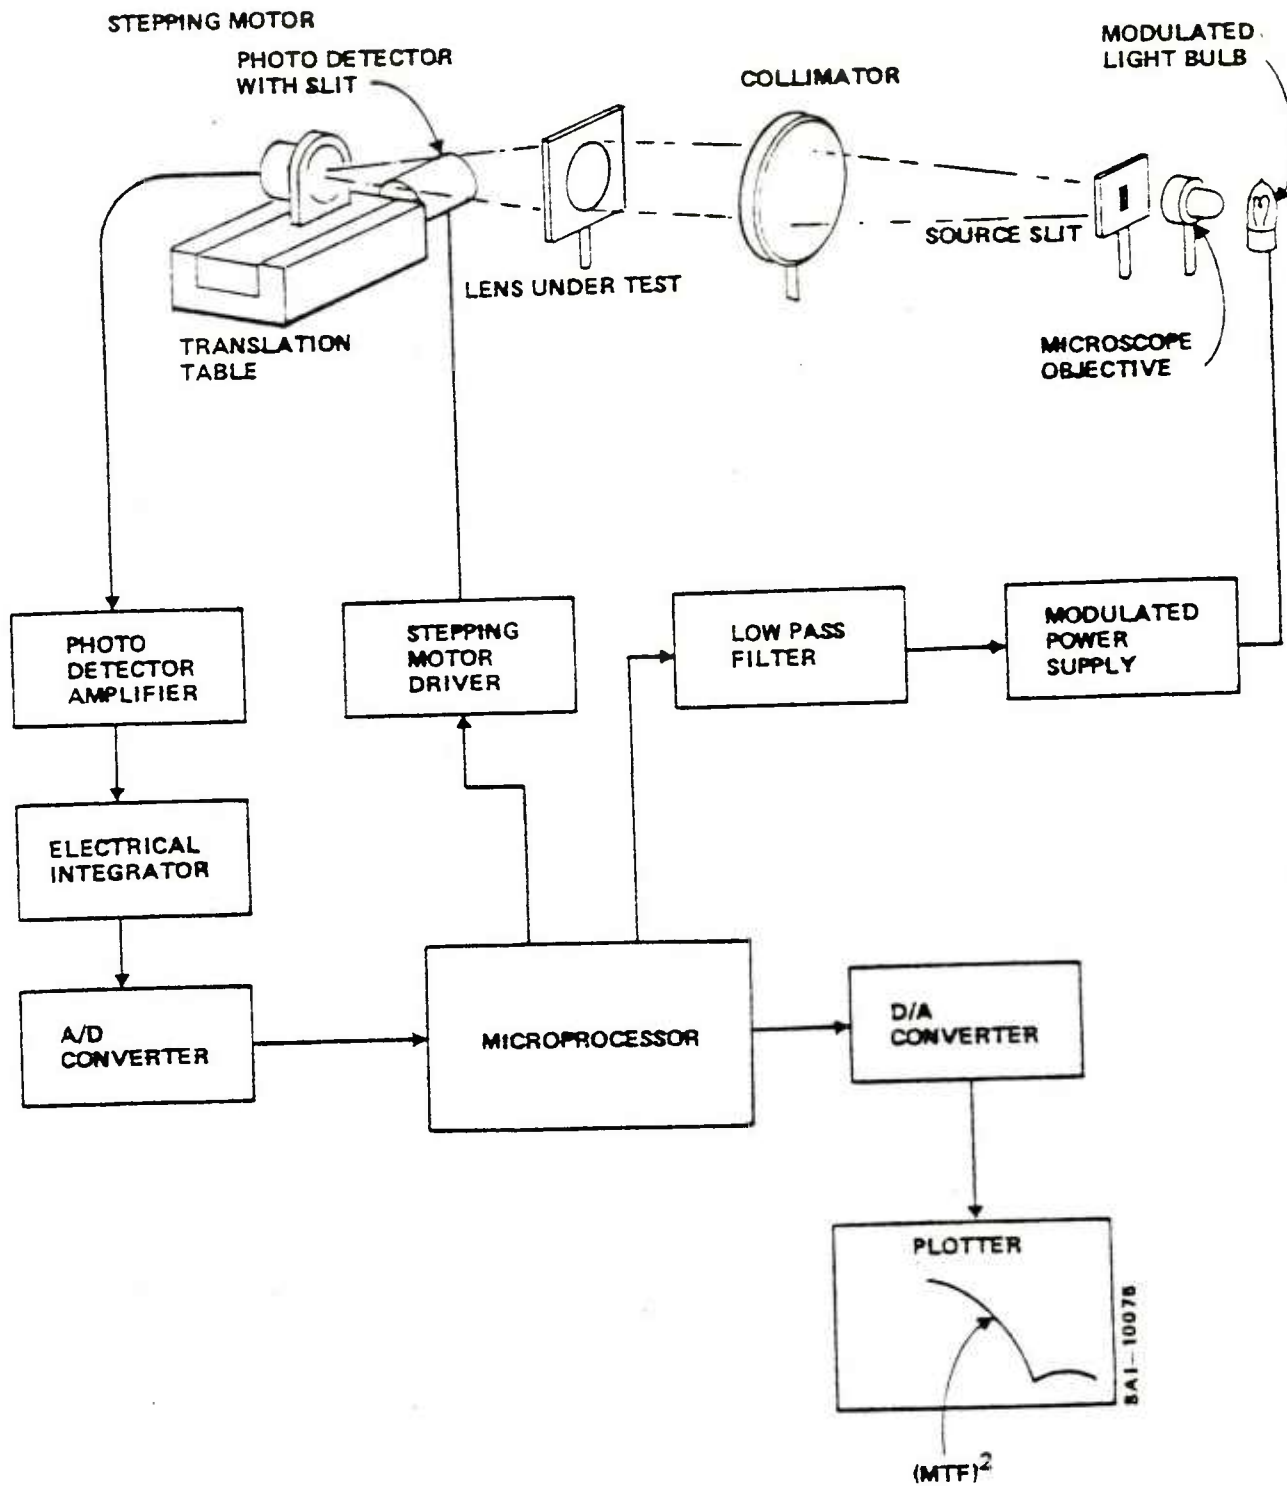 STEPPING MOTOR
PHOTO DETECTOR
WITH SLIT
COLLIMATOR
MODULATED
LIGHT BULB
SOURCE SLIT
LENS UNDER TEST
TRANSLATION
TABLE
MICROSCOPE
OBJECTIVE
PHOTO
DETECTOR
AMPLIFIER
STEPPING
MOTOR
DRIVER
LOW PASS
FILTER
MODULATED
POWER
SUPPLY
ELECTRICAL
INTEGRATOR
A/D
CONVERTER
MICROPROCESSOR
D/A
CONVERTER
PLOTTER
(MTF)²